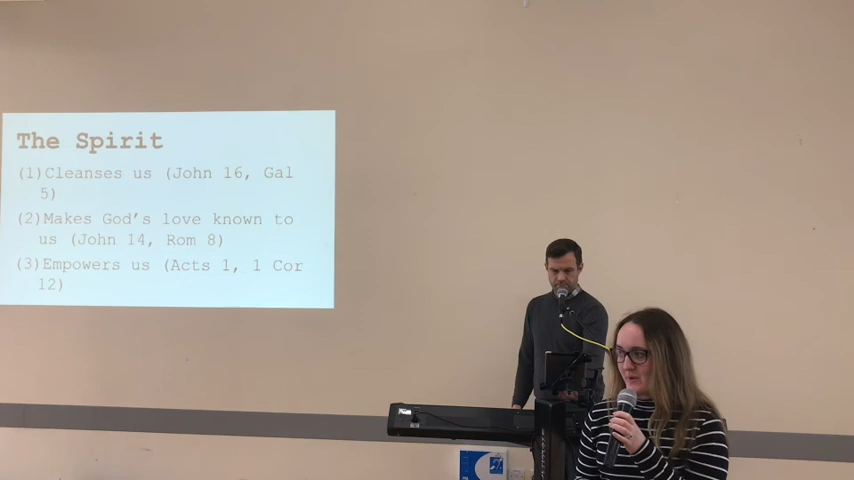 The Spirit
(1)Cleanses us (John 16, Gal
5)
(2)Makes God's love known to
us (John 14, Rom 8)
(3)Empowers us (Acts 1, 1 Cor
12)